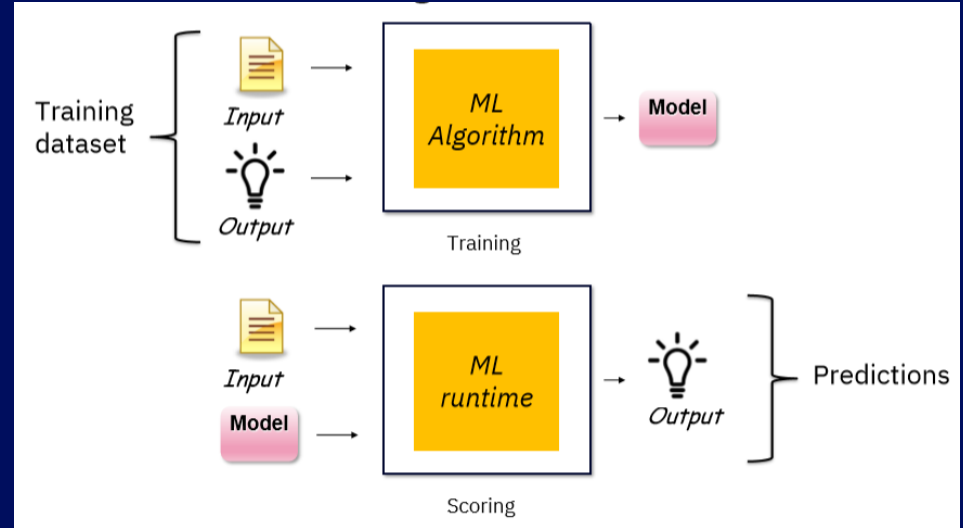 Training
dataset
Input
Output
ML
Algorithm
Model
Training
Input
Model
ML
runtime
Output
Predictions
Scoring